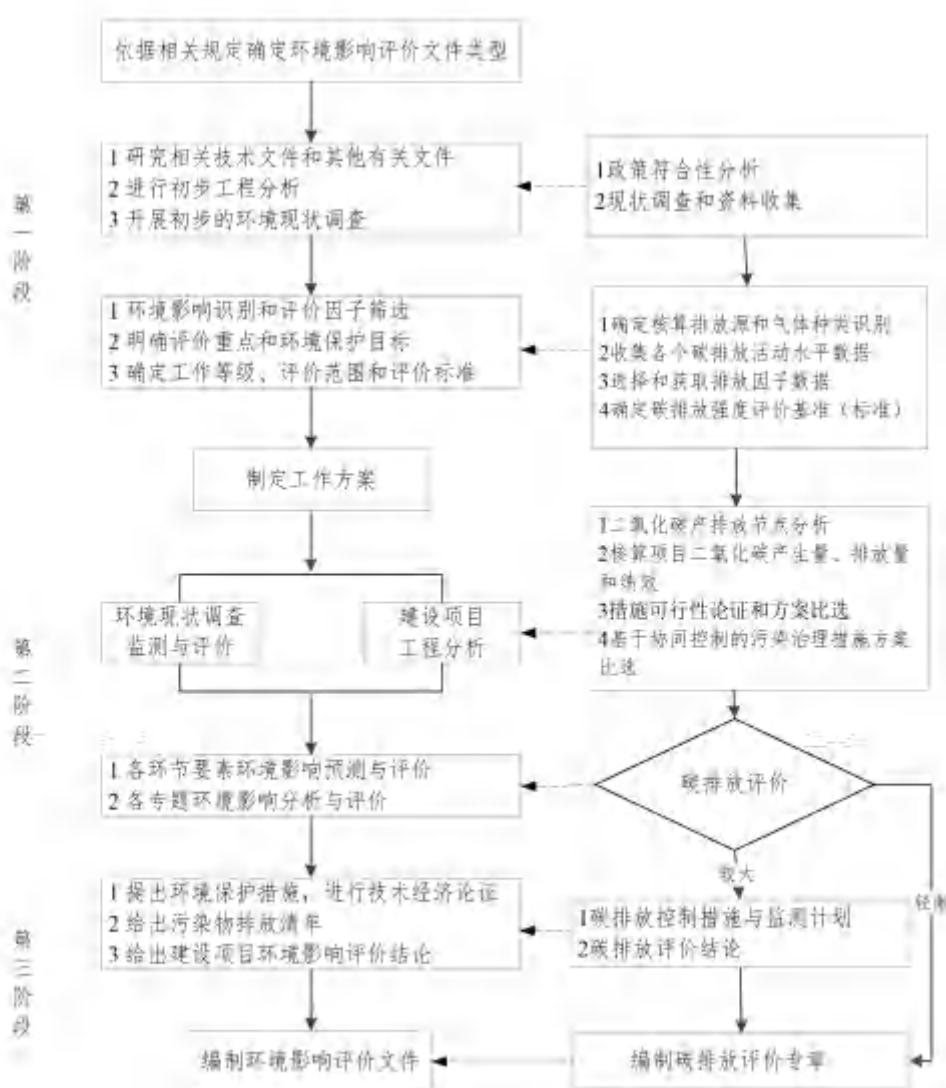 依据相关规定确定环境影响评价文件类型
1 研究相关技术文件和其他有关文件
2 进行初步工程分析
3 开展初步的环境现状调查
1政策符合性分析
2现状调查和资料收集
第一阶段
1 环境影响识别和评价因子筛选
2 明确评价重点和环境保护目标
3 确定工作等级、评价范围和评价标准
1确定核算排放源和气体种类识别
2收集各个碳排放活动水平数据
3选择和获取排放因子数据
4确定碳排放强度评价基准（标准）
制定工作方案
1二氧化碳产排放节点分析
2核算项目二氧化碳产生量、排放量
和绩效
3措施可行性论证和方案比选
4基于协同控制的污染治理措施方案
比选
环境现状调查
监测与评价
建设项目
工程分析
第二阶段
1 各环节要素环境影响预测与评价
2 各专题环境影响分析与评价
碳排放评价
较大
1 提出环境保护措施，进行技术经济论证
2 给出污染物排放清单
3 给出建设项目环境影响评价结论
1碳排放控制措施与监测计划
2碳排放评价结论
第三阶段
编制环境影响评价文件
编制碳排放评价专章